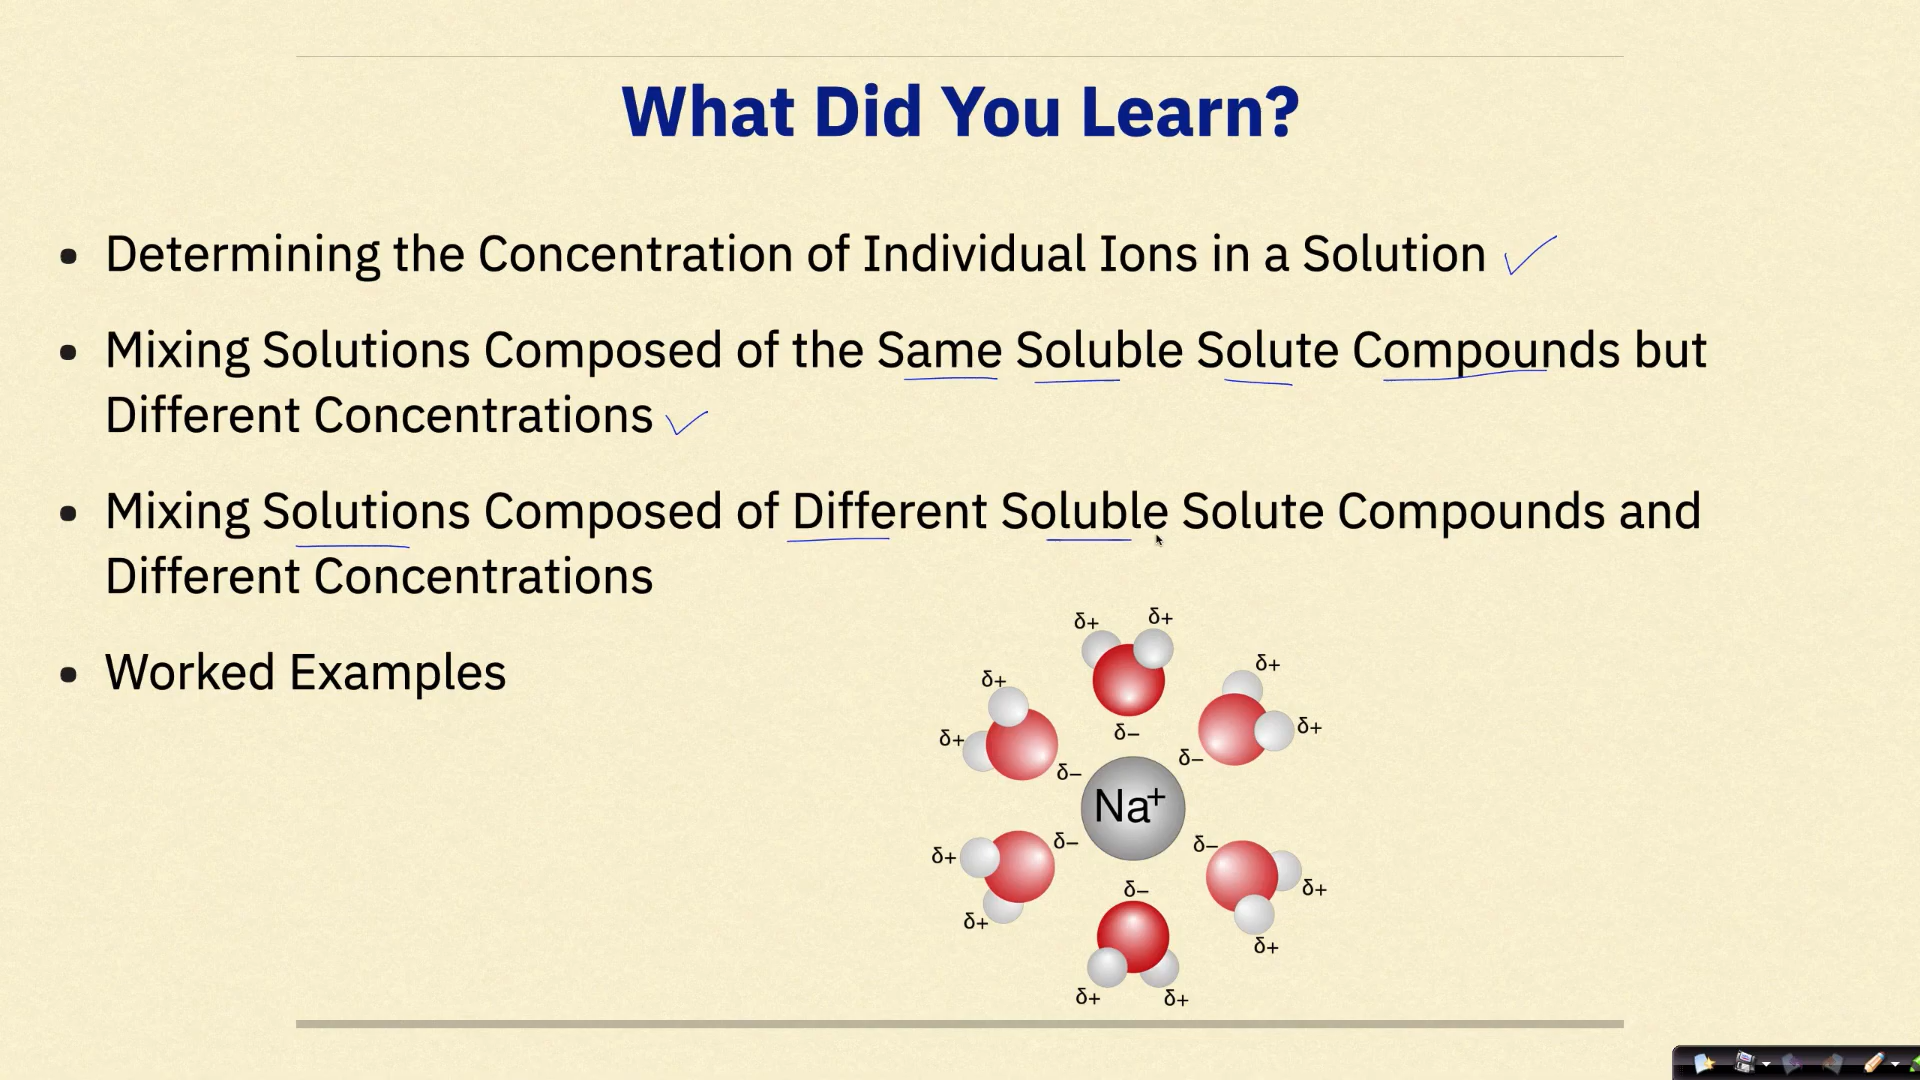 What Did You Learn?
• Determining the Concentration of Individual Ions in a Solution ✓
• Mixing Solutions Composed of the Same Soluble Solute Compounds but
Different Concentrations ✓
• Mixing Solutions Composed of Different Soluble Solute Compounds and
Different Concentrations
• Worked Examples
δ+ δ+
δ+ δ+
δ+ δ+
δ−
δ− δ−
Na⁺
δ− δ−
δ+ δ+
δ−
δ+ δ+
δ+ δ+